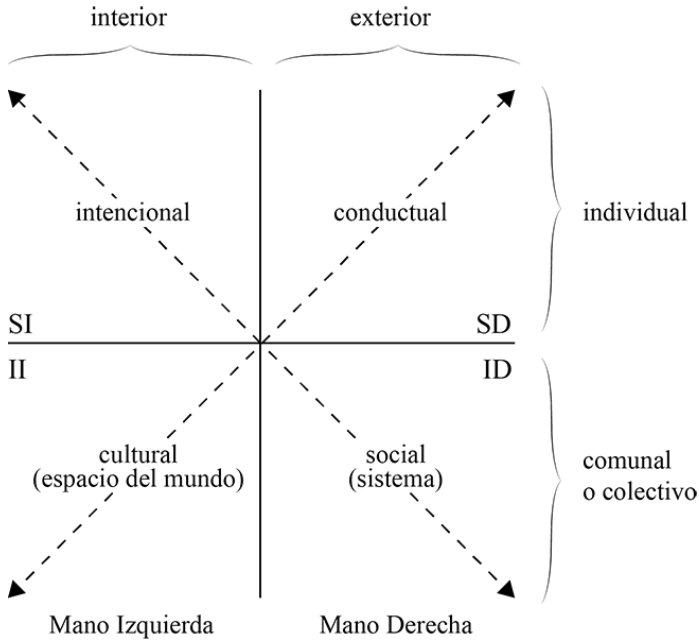 interior
exterior
intencional
conductual
individual
SI
SD
II
ID
cultural
(espacio del mundo)
social
(sistema)
comunal
o colectivo
Mano Izquierda
Mano Derecha